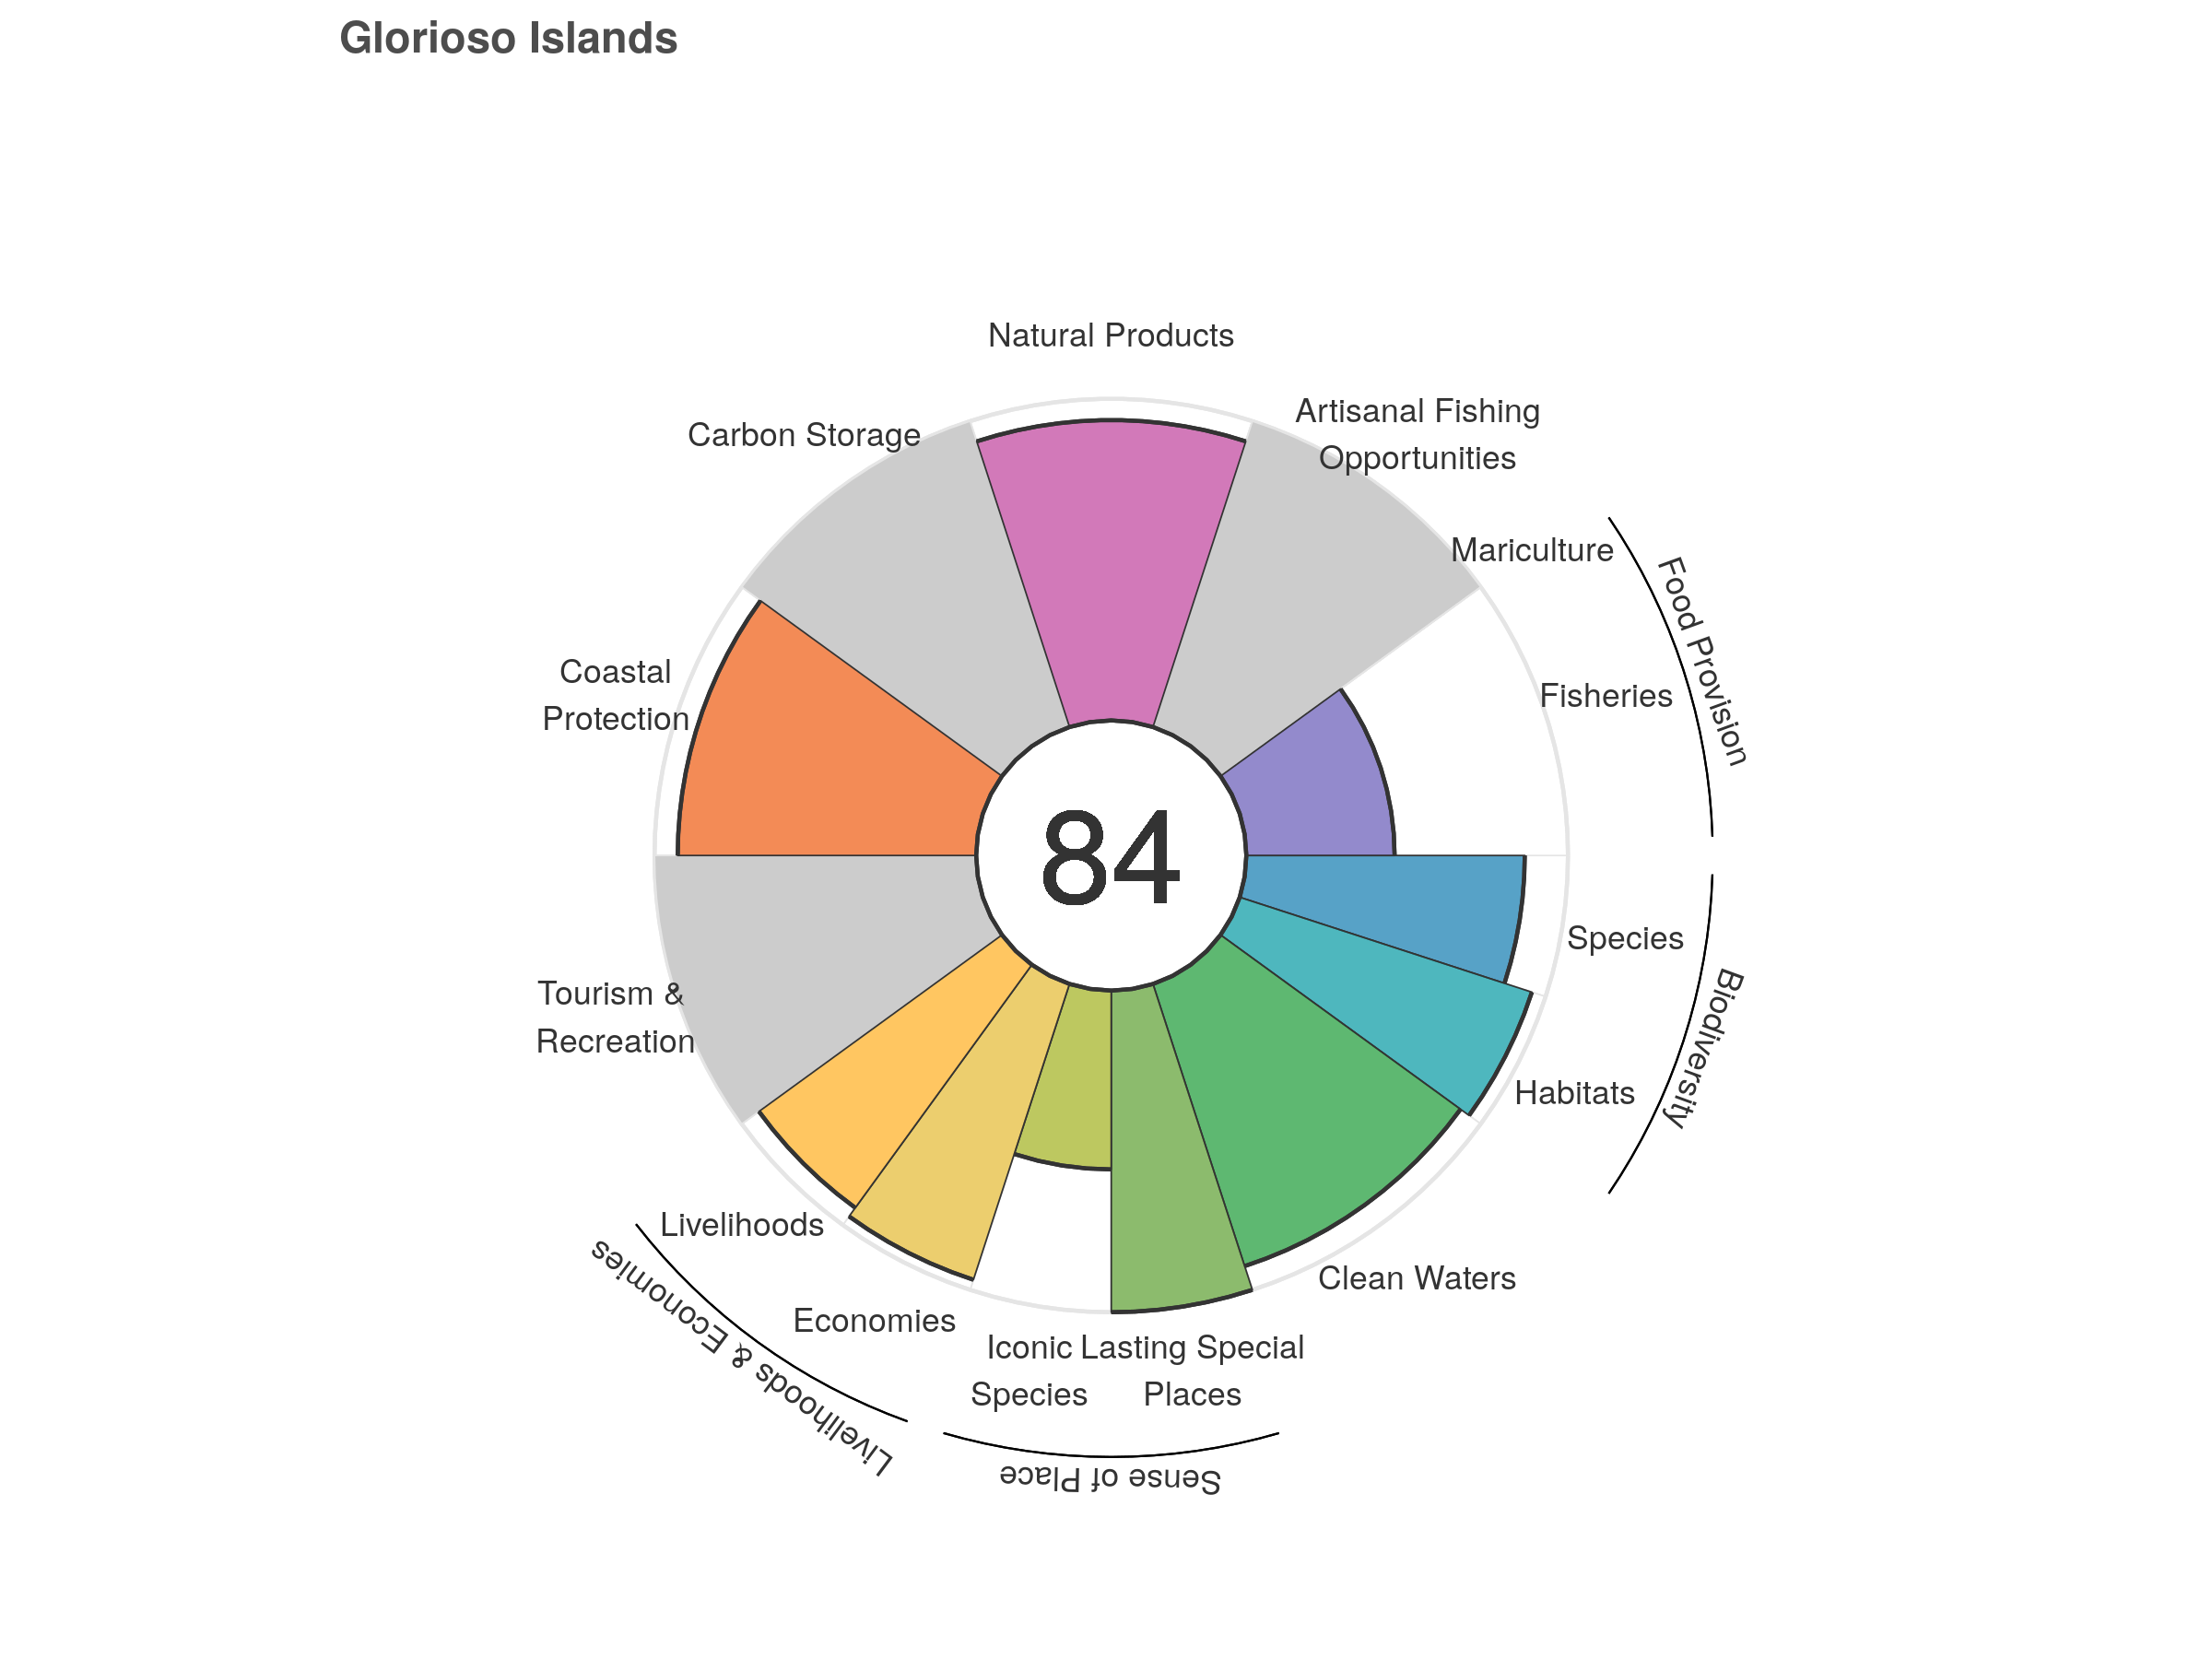 Glorioso Islands
Natural Products
Carbon Storage
Artisanal Fishing
Opportunities
Mariculture
Food Provision
Fisheries
Coastal
Protection
84
Species
Biodiversity
Habitats
Tourism &
Recreation
Livelihoods
Clean Waters
Economies
Livelihoods & Economies
Iconic
Species
Lasting Special
Places
Sense of Place